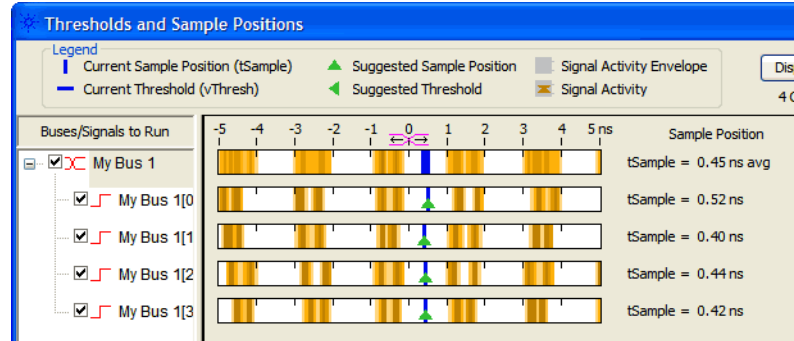 Thresholds and Sample Positions
Legend
Current Sample Position (tSample)
Suggested Sample Position
Signal Activity Envelope
Current Threshold (vThresh)
Suggested Threshold
Signal Activity
Dis
4 C
Buses/Signals to Run
-5 -4 -3 -2 -1 0 1 2 3 4 5 ns
Sample Position
My Bus 1
tSample = 0.45 ns avg
My Bus 1[0
tSample = 0.52 ns
My Bus 1[1
tSample = 0.40 ns
My Bus 1[2
tSample = 0.44 ns
My Bus 1[3
tSample = 0.42 ns